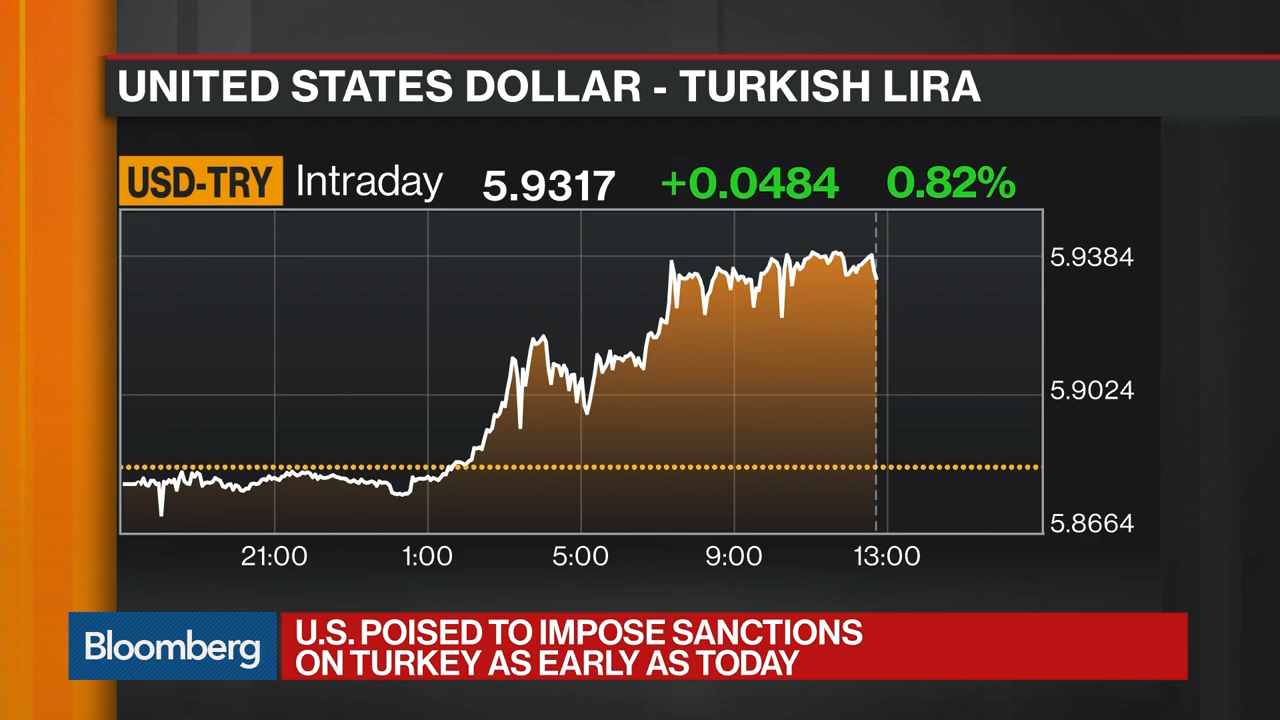 UNITED STATES DOLLAR - TURKISH LIRA
USD-TRY Intraday 5.9317 +0.0484 0.82%
5.9384
5.9024
5.8664
21:00 1:00 5:00 9:00 13:00
Bloomberg
U.S. POISED TO IMPOSE SANCTIONS
ON TURKEY AS EARLY AS TODAY